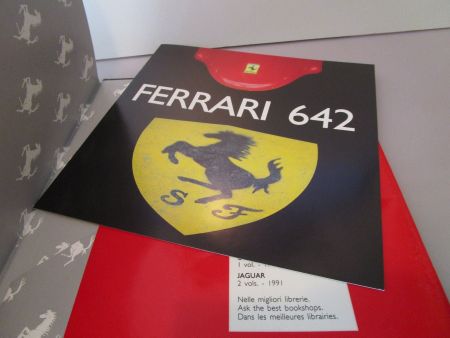 FERRARI 642
S F
1 vol. - 1
JAGUAR
2 vols. - 1991
Nelle migliori librerie.
Ask the best bookshops.
Dans les meilleures librairies.